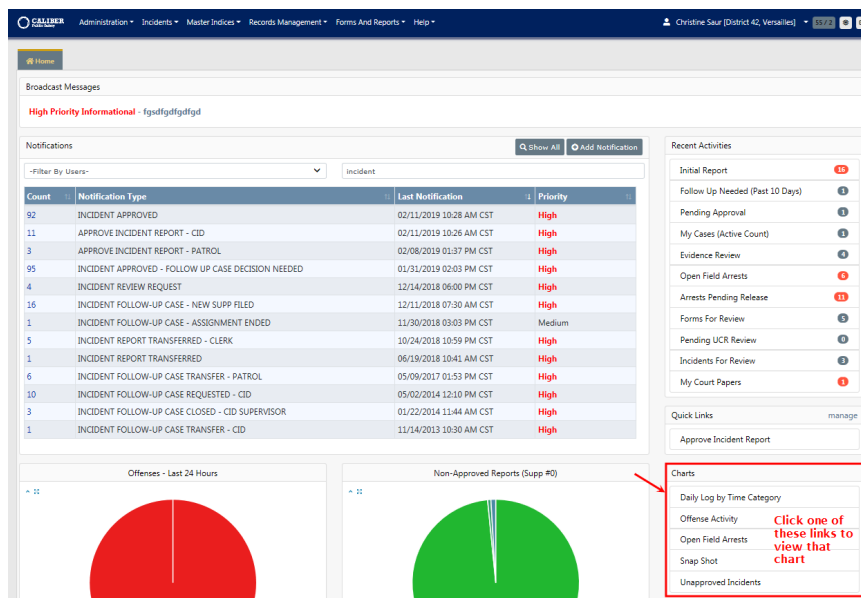 CALIBER
Public Safety
Administration Incidents Master Indices Records Management Forms And Reports Help
Christine Saur [District 42, Versailles] 55 / 2
Home
Broadcast Messages
High Priority Informational - fgsdfgdfgdfgd
Notifications Show All Add Notification
-Filter By Users- incident
Count Notification Type Last Notification Priority
92 INCIDENT APPROVED 02/11/2019 10:28 AM CST High
11 APPROVE INCIDENT REPORT - CID 02/11/2019 10:26 AM CST High
3 APPROVE INCIDENT REPORT - PATROL 02/08/2019 01:37 PM CST High
95 INCIDENT APPROVED - FOLLOW UP CASE DECISION NEEDED 01/31/2019 02:03 PM CST High
4 INCIDENT REVIEW REQUEST 12/14/2018 06:00 PM CST High
16 INCIDENT FOLLOW-UP CASE - NEW SUPP FILED 12/11/2018 07:30 AM CST High
1 INCIDENT FOLLOW-UP CASE - ASSIGNMENT ENDED 11/30/2018 03:03 PM CST Medium
5 INCIDENT REPORT TRANSFERRED - CLERK 10/24/2018 10:59 PM CST High
1 INCIDENT REPORT TRANSFERRED 06/19/2018 10:41 AM CST High
6 INCIDENT FOLLOW-UP CASE TRANSFER - PATROL 05/09/2017 01:53 PM CST High
10 INCIDENT FOLLOW-UP CASE REQUESTED - CID 05/02/2014 12:10 PM CST High
3 INCIDENT FOLLOW-UP CASE CLOSED - CID SUPERVISOR 01/22/2014 11:44 AM CST High
1 INCIDENT FOLLOW-UP CASE TRANSFER - CID 11/14/2013 10:30 AM CST High
Recent Activities
Initial Report 16
Follow Up Needed (Past 10 Days) 1
Pending Approval 1
My Cases (Active Count) 1
Evidence Review 4
Open Field Arrests 6
Arrests Pending Release 11
Forms For Review 5
Pending UCR Review 0
Incidents For Review 3
My Court Papers 1
Quick Links manage
Approve Incident Report
Offenses - Last 24 Hours
Non-Approved Reports (Supp #0)
Charts
Daily Log by Time Category
Offense Activity
Open Field Arrests
Snap Shot
Unapproved Incidents
Click one of
these links to
view that
chart